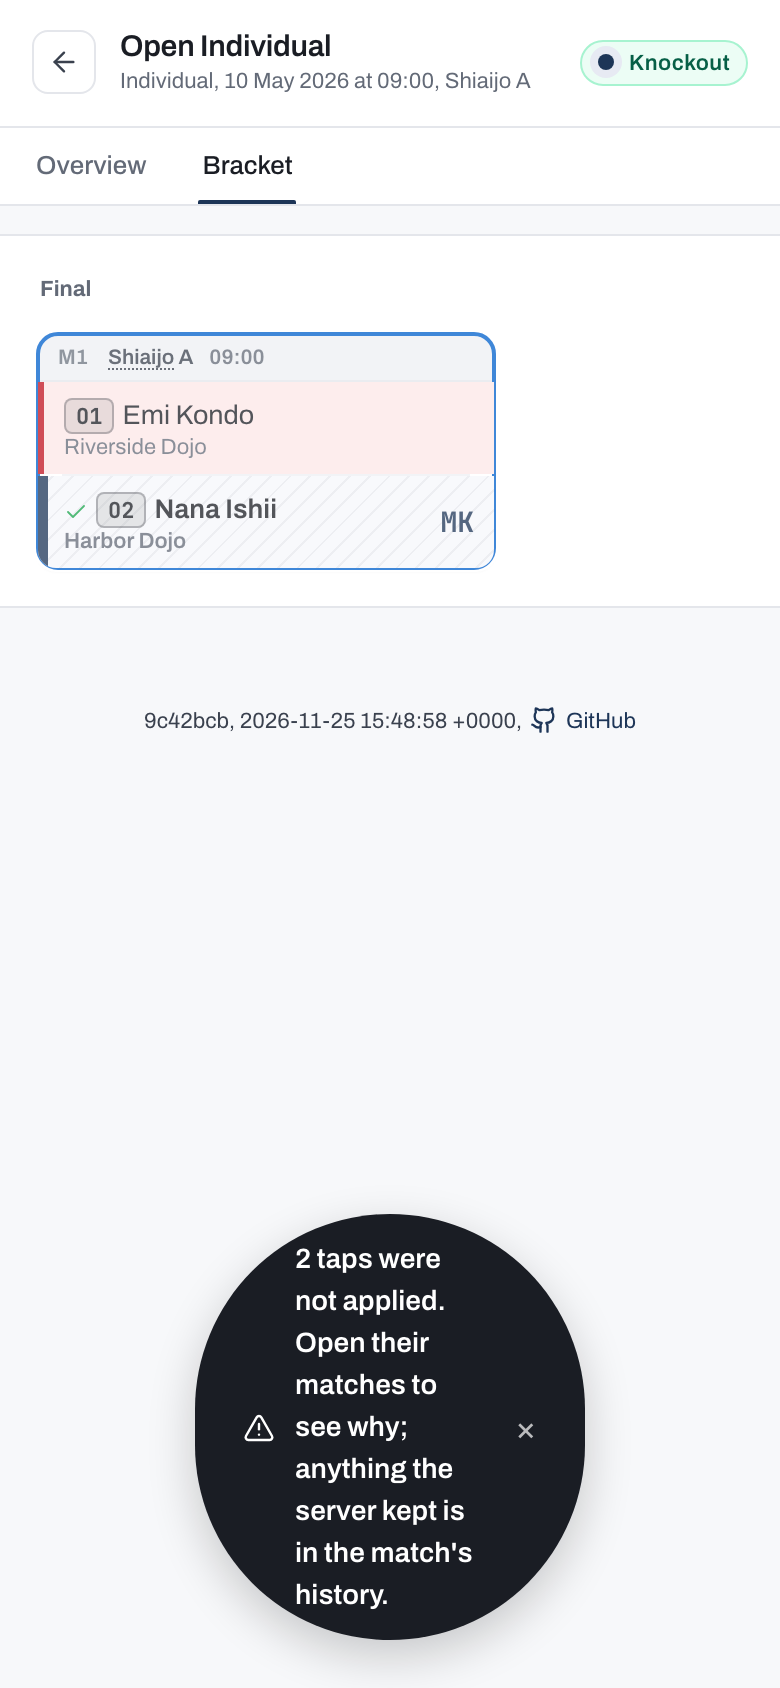 Open Individual
Individual, 10 May 2026 at 09:00, Shiaijo A
Knockout
Overview
Bracket
Final
M1 Shiaijo A 09:00
01 Emi Kondo
Riverside Dojo
02 Nana Ishii
Harbor Dojo
MK
9c42bcb, 2026-11-25 15:48:58 +0000, GitHub
2 taps were
not applied.
Open their
matches to
see why;
anything the
server kept is
in the match's
history.